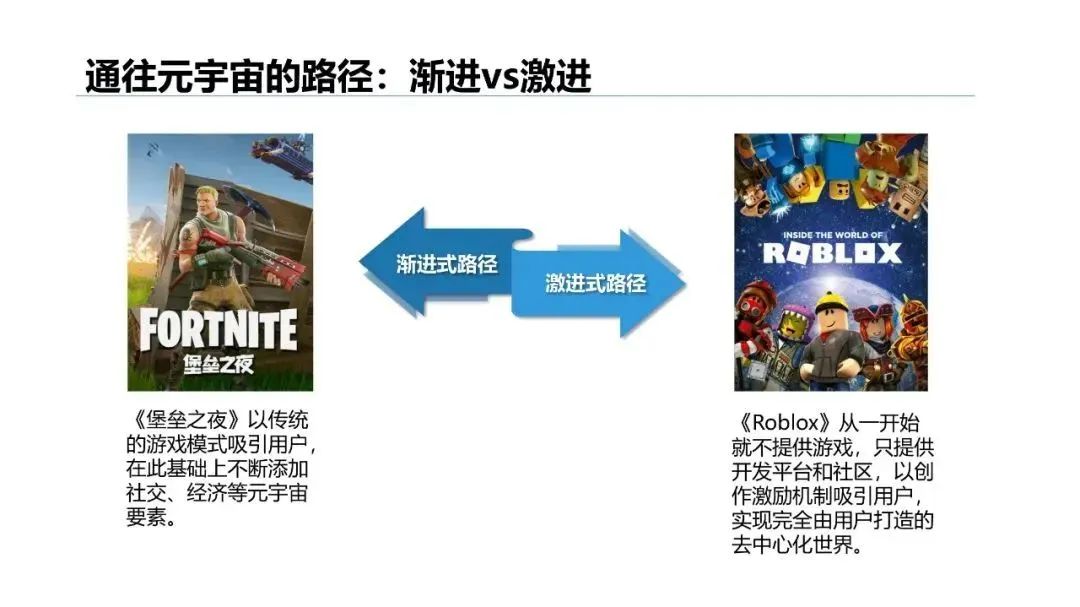 通往元宇宙的路径：渐进vs激进
FORTNITE
堡垒之夜
渐进式路径
激进式路径
INSIDE THE WORLD OF
ROBLOX
《堡垒之夜》以传统
的游戏模式吸引用户，
在此基础上不断添加
社交、经济等元宇宙
要素。
《Roblox》从一开始
就不提供游戏，只提供
开发平台和社区，以创
作激励机制吸引用户，
实现完全由用户打造的
去中心化世界。